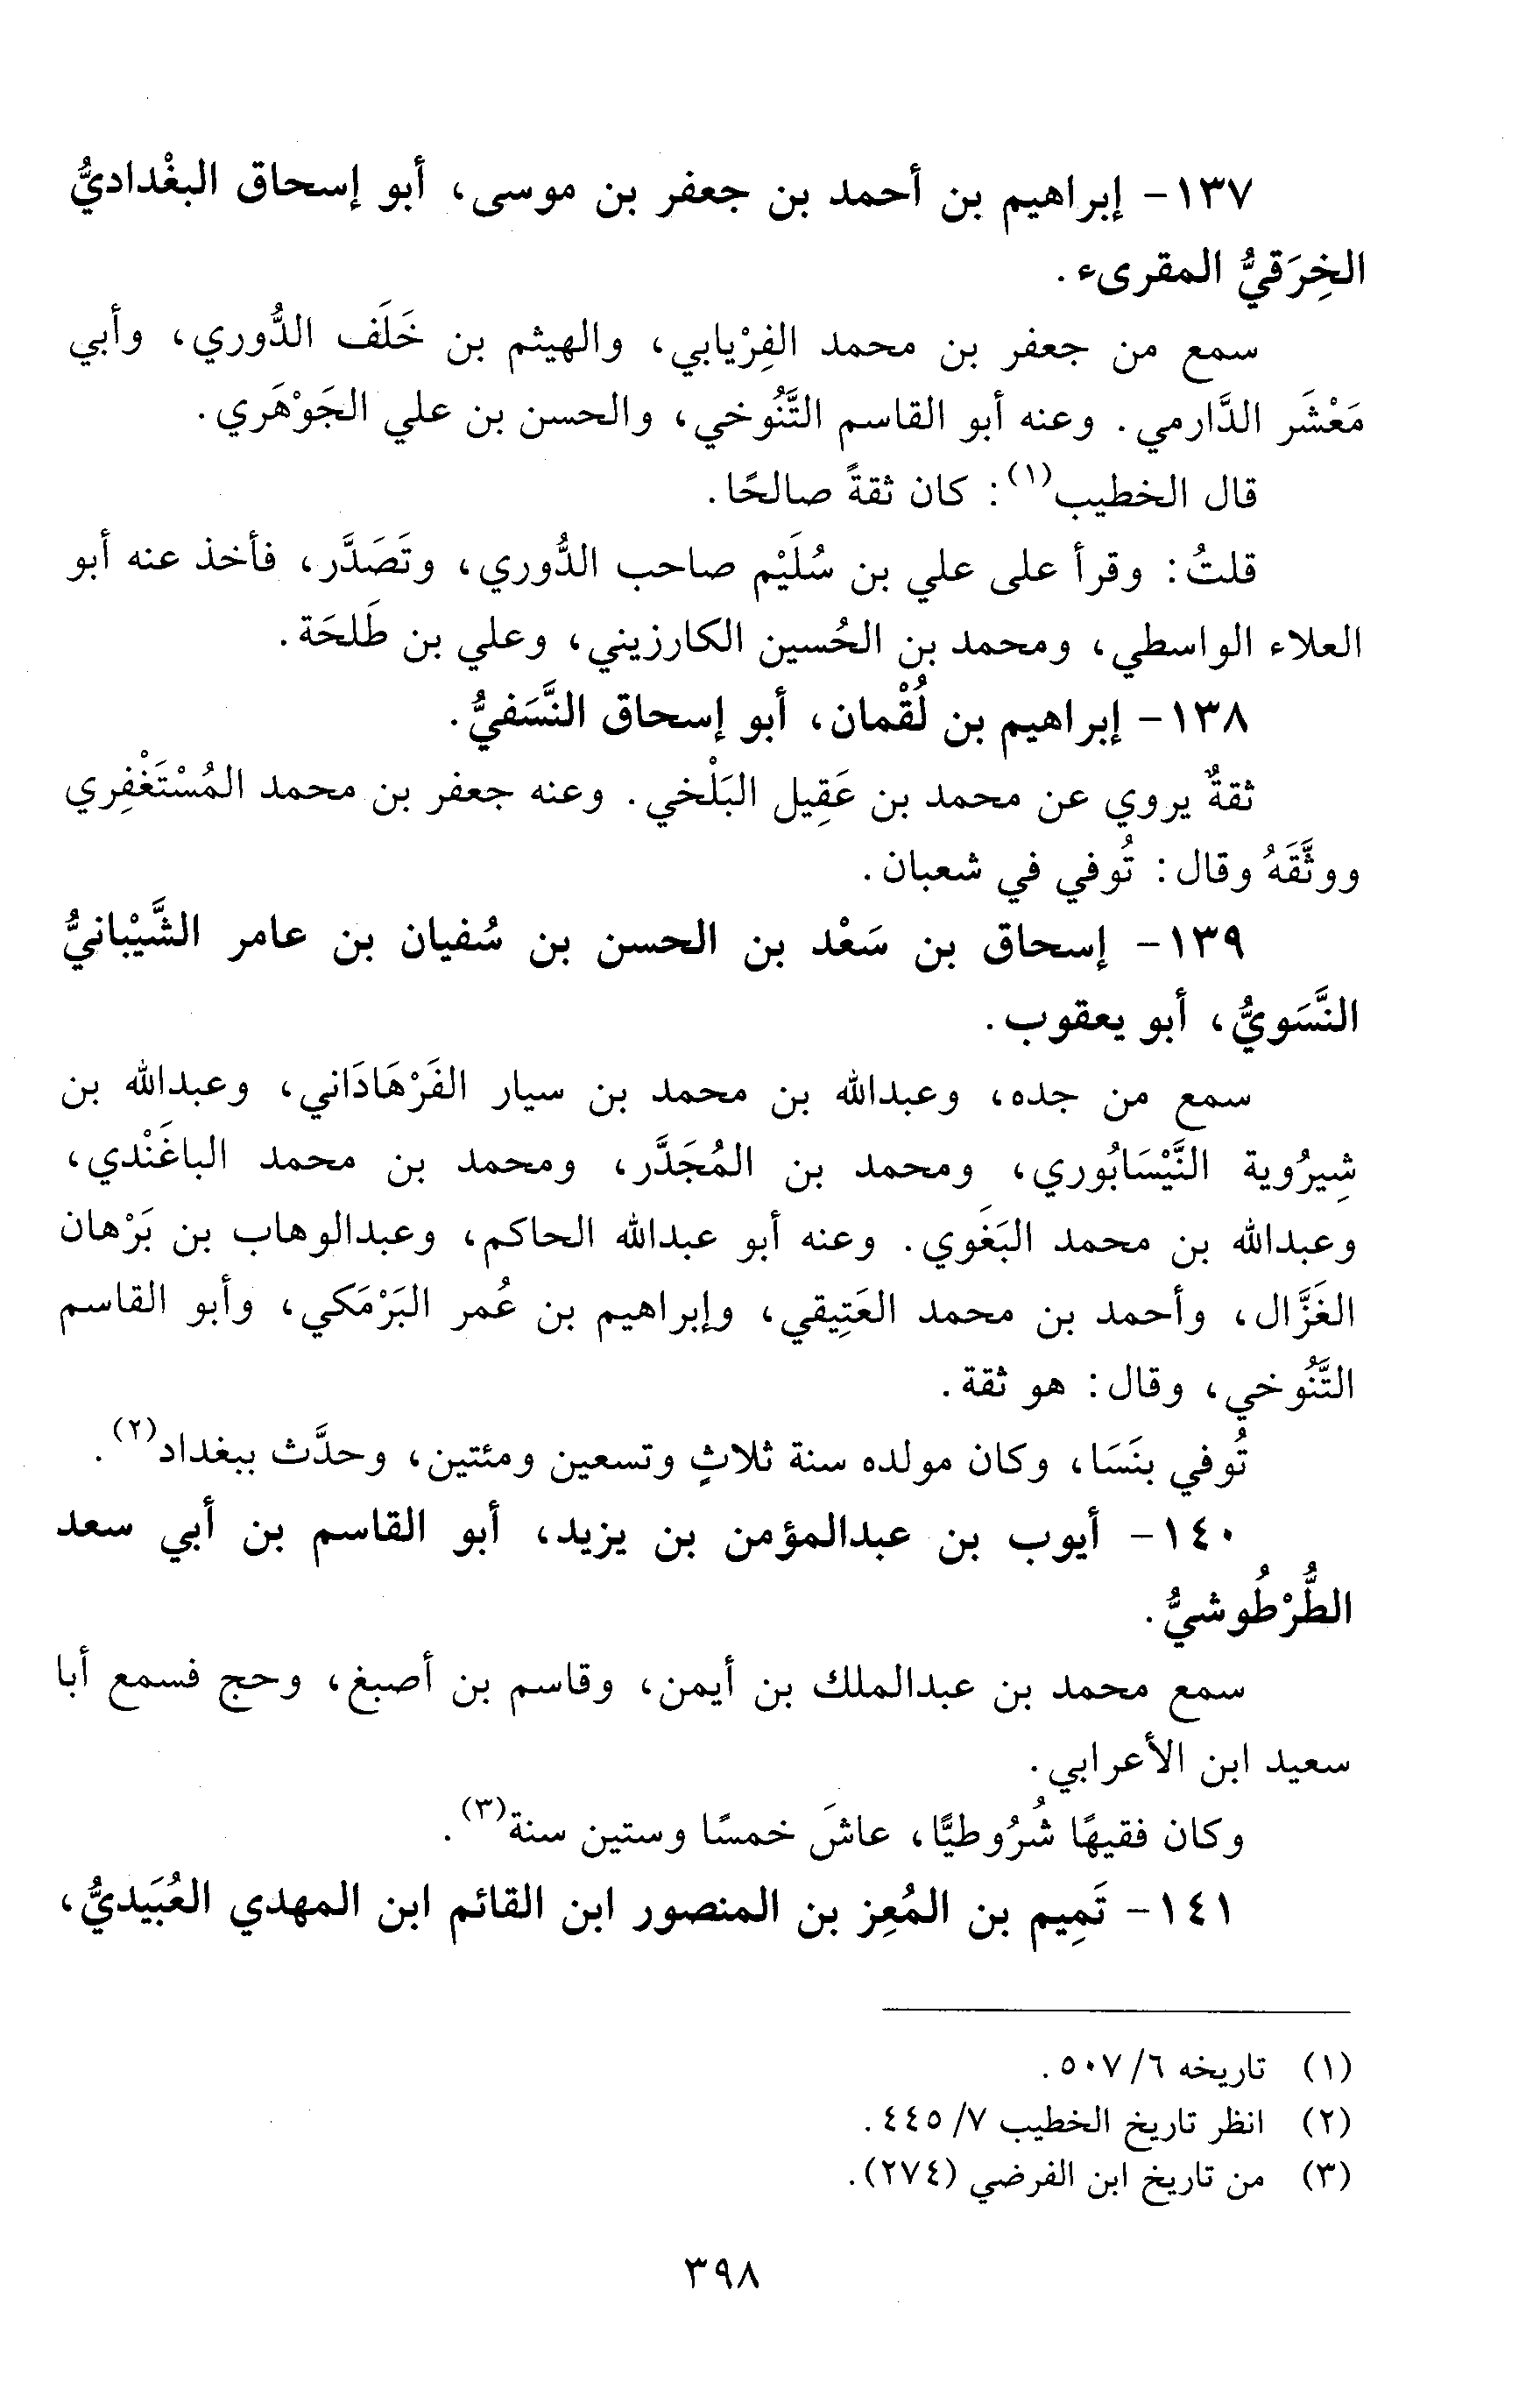 ١٣٧- إبراهيم بن أحمد بن جعفر بن موسى، أبو إسحاق البغْداديُّ
الخِرَقيُّ المقرىء.
سمع من جعفر بن محمد الفِرْيابي، والهيثم بن خَلَف الدُّوري، وأبي
مَعْشَر الدَّارمي. وعنه أبو القاسم التَّنُوخي، والحسن بن علي الجَوْهَري.
قال الخطيب(١): كان ثقةً صالحًا.
قلتُ: وقرأ على علي بن سُلَيْم صاحب الدُّوري، وتَصَدَّر، فأخذ عنه أبو
العلاء الواسطي، ومحمد بن الحُسين الكارزيني، وعلي بن طَلحَة.
١٣٨- إبراهيم بن لُقْمان، أبو إسحاق النَّسَفيُّ.
ثقةٌ يروي عن محمد بن عَقِيل البَلْخي. وعنه جعفر بن محمد المُسْتَغْفِري
ووثَّقَهُ وقال: تُوفي في شعبان.
١٣٩- إسحاق بن سَعْد بن الحسن بن سُفيان بن عامر الشَّيْبانيُّ
النَّسَويُّ، أبو يعقوب.
سمع من جده، وعبدالله بن محمد بن سيار الفَرْهَادَاني، وعبدالله بن
شِيرُوية النَّيْسَابُوري، ومحمد بن المُجَدَّر، ومحمد بن محمد الباغَنْدي،
وعبدالله بن محمد البَغَوي. وعنه أبو عبدالله الحاكم، وعبدالوهاب بن بَرْهان
الغَزَّال، وأحمد بن محمد العَتِيقي، وإبراهيم بن عُمر البَرْمَكي، وأبو القاسم
التَّنُوخي، وقال: هو ثقة.
تُوفي بنَسَا، وكان مولده سنة ثلاثٍ وتسعين ومئتين، وحدَّث ببغداد(٢).
١٤٠- أيوب بن عبدالمؤمن بن يزيد، أبو القاسم بن أبي سعد
الطُّرْطُوشيُّ.
سمع محمد بن عبدالملك بن أيمن، وقاسم بن أصبغ، وحج فسمع أبا
سعيد ابن الأعرابي.
وكان فقيهًا شُرُوطيًّا، عاشَ خمسًا وستين سنة(٣).
١٤١- تَمِيم بن المُعِز بن المنصور ابن القائم ابن المهدي العُبَيديُّ،
(١) تاريخه ٦/ ٥٠٧.
(٢) انظر تاريخ الخطيب ٧/ ٤٤٥.
(٣) من تاريخ ابن الفرضي (٢٧٤).
٣٩٨